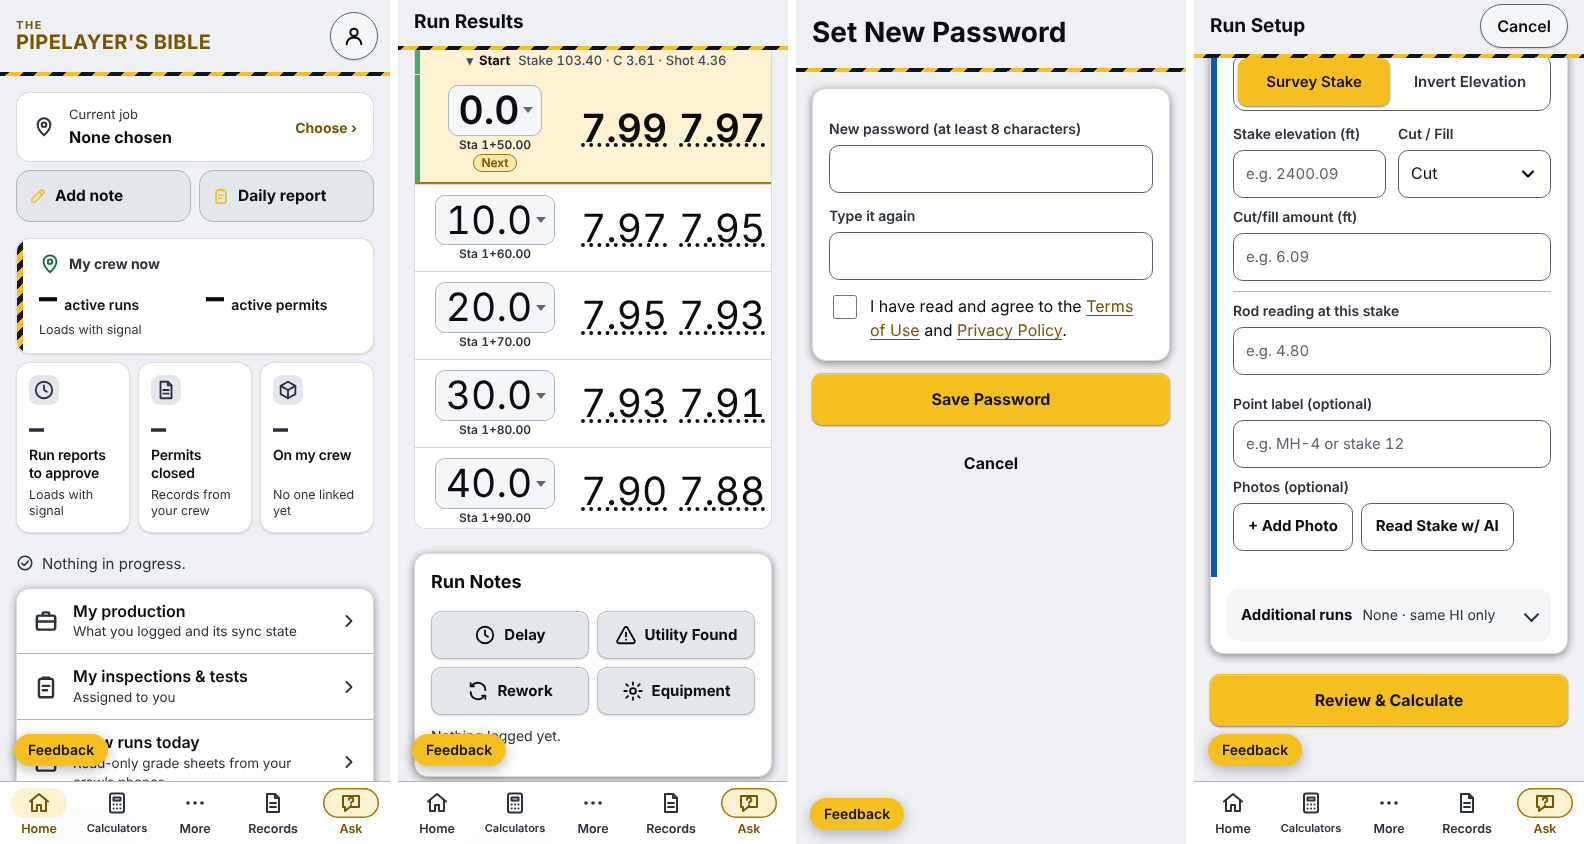 THE
PIPELAYER'S BIBLE
Current job
None chosen
Choose ›
Add note
Daily report
My crew now
active runs
active permits
Loads with signal
Run reports
to approve
Loads with
signal
Permits
closed
Records from
your crew
On my crew
No one linked
yet
Nothing in progress.
My production
What you logged and its sync state
My inspections & tests
Assigned to you
runs today
Read-only grade sheets from your
crew's phones
Feedback
Home
Calculators
More
Records
Ask
Run Results
▾ Start Stake 103.40 · C 3.61 · Shot 4.36
0.0
Sta 1+50.00
Next
7.99 7.97
10.0
Sta 1+60.00
7.97 7.95
20.0
Sta 1+70.00
7.95 7.93
30.0
Sta 1+80.00
7.93 7.91
40.0
Sta 1+90.00
7.90 7.88
Run Notes
Delay
Utility Found
Rework
Equipment
Nothing logged yet.
Feedback
Home
Calculators
More
Records
Ask
Set New Password
New password (at least 8 characters)
Type it again
I have read and agree to the Terms
of Use and Privacy Policy.
Save Password
Cancel
Feedback
Run Setup
Cancel
Survey Stake
Invert Elevation
Stake elevation (ft)
Cut / Fill
e.g. 2400.09
Cut
Cut/fill amount (ft)
e.g. 6.09
Rod reading at this stake
e.g. 4.80
Point label (optional)
e.g. MH-4 or stake 12
Photos (optional)
+ Add Photo
Read Stake w/ AI
Additional runs None · same HI only
Review & Calculate
Feedback
Home
Calculators
More
Records
Ask